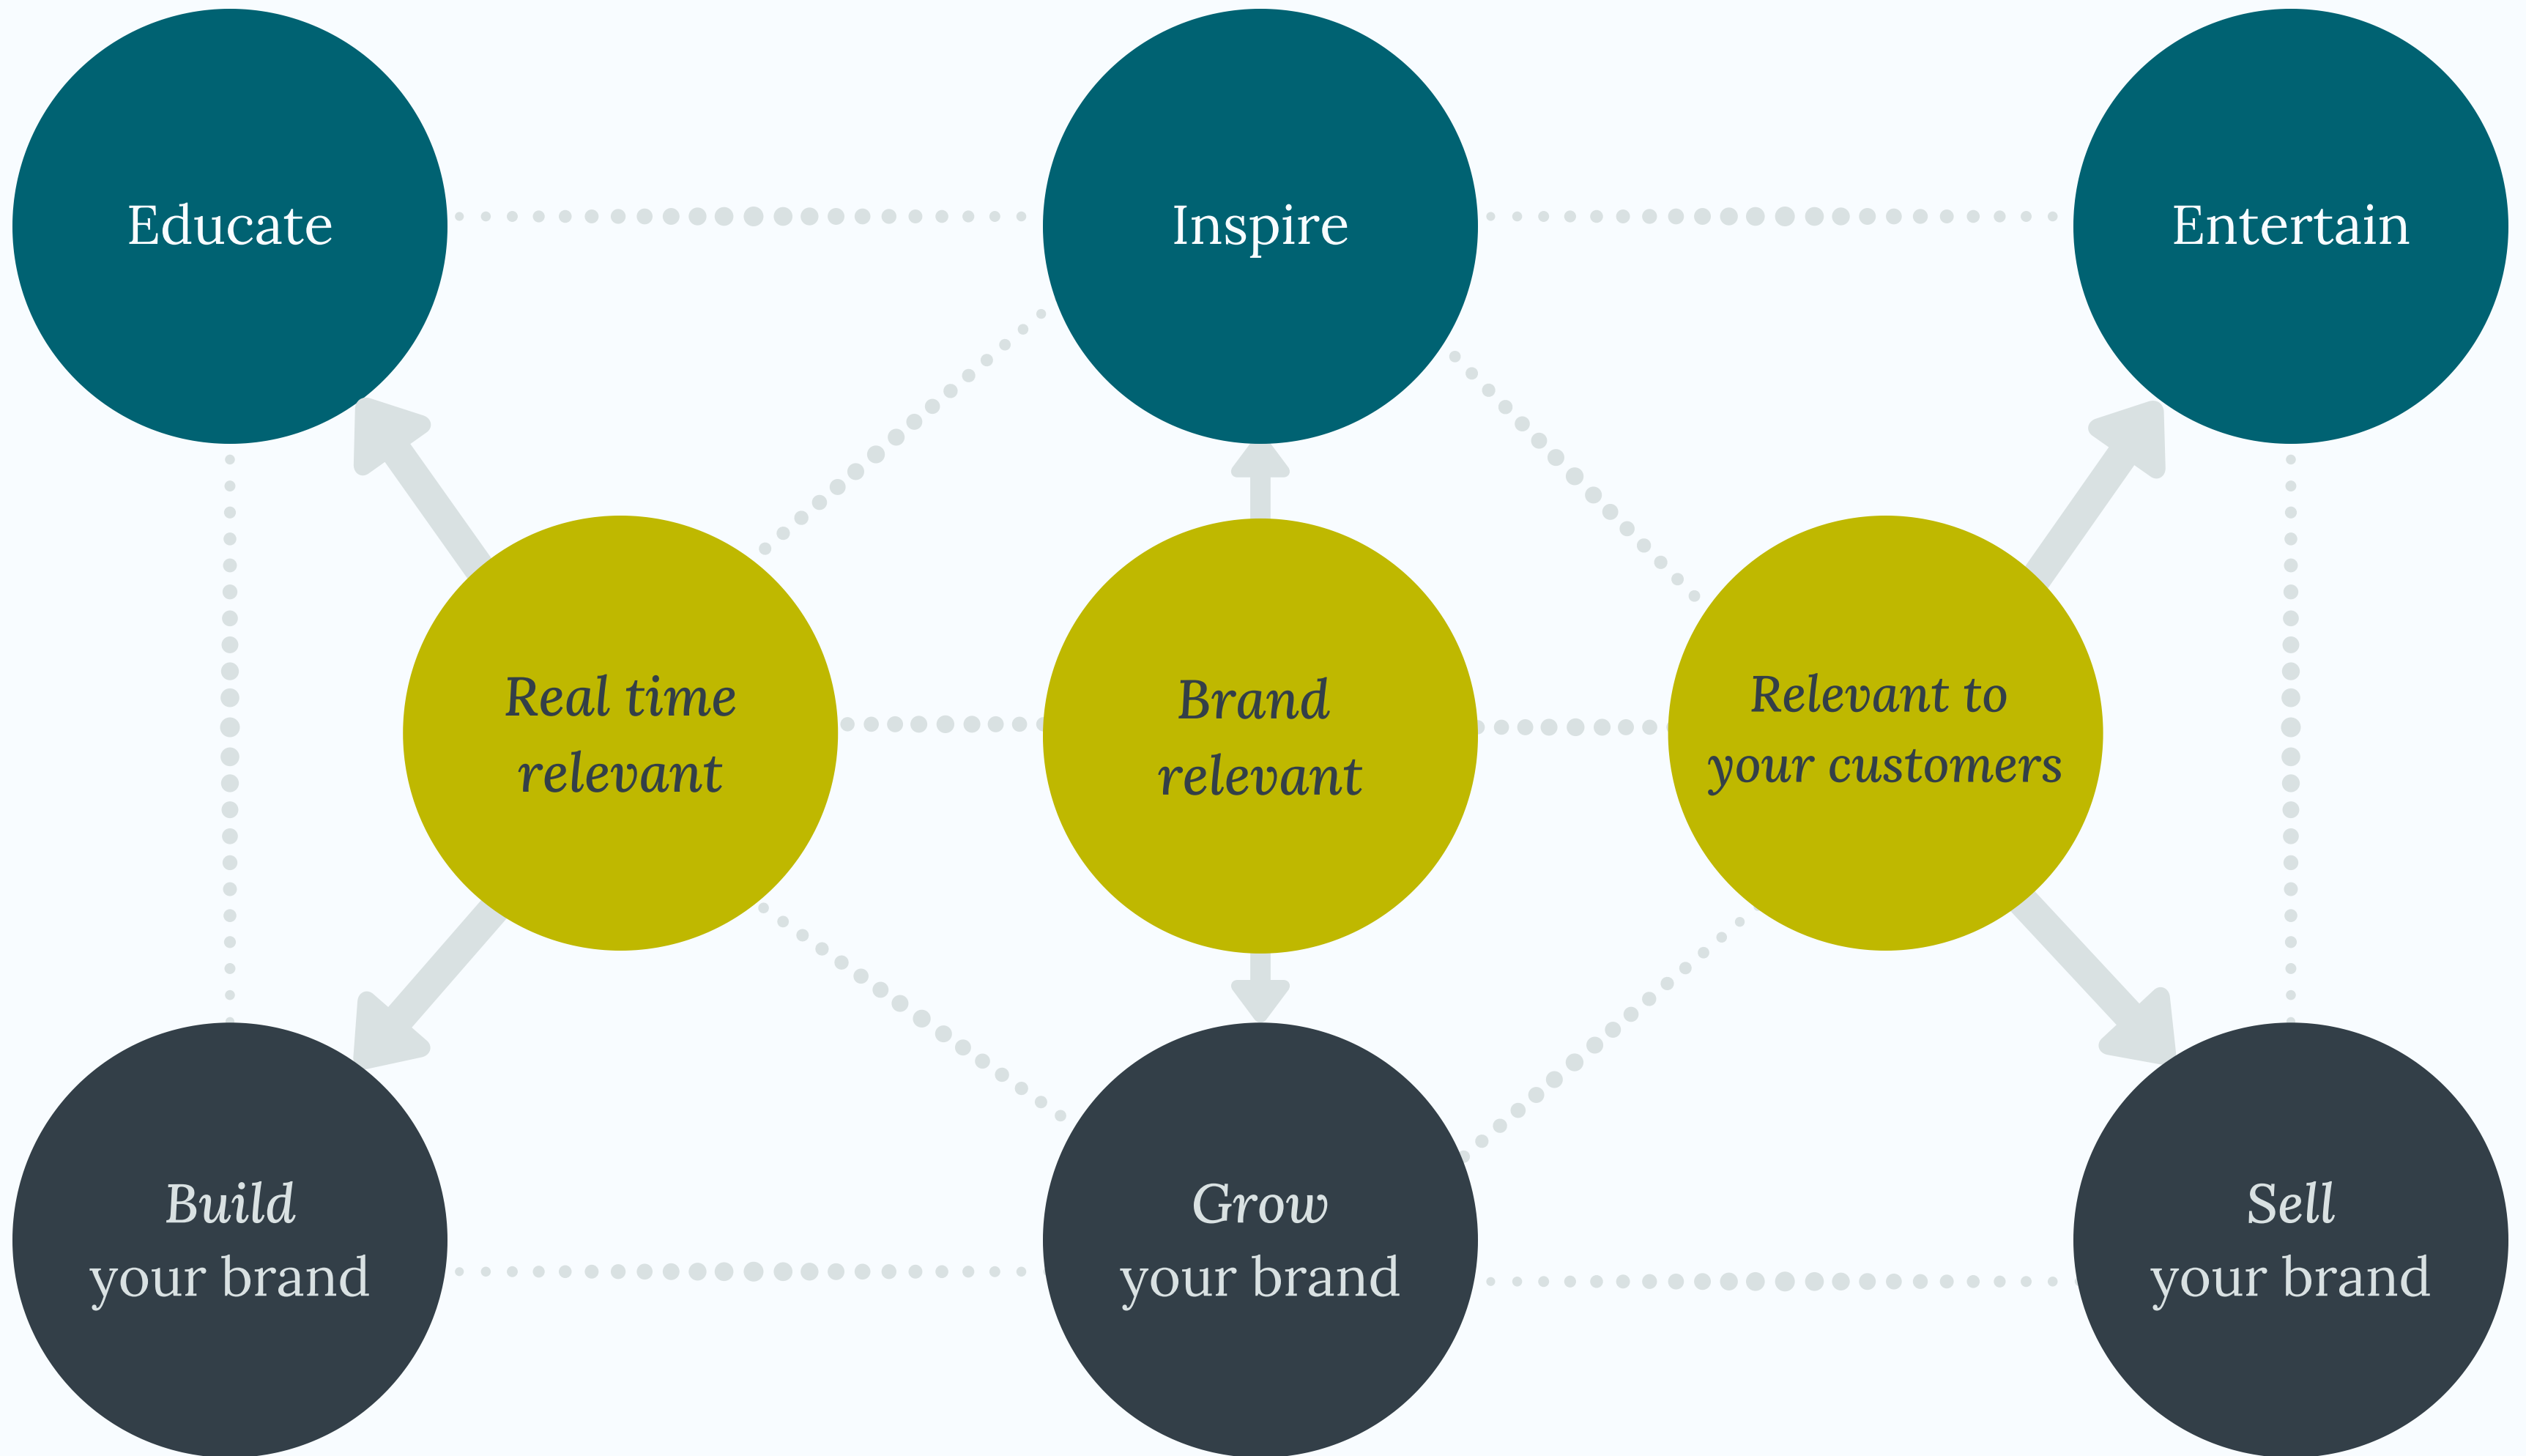 Educate
Inspire
Entertain
Real time
relevant
Brand
relevant
Relevant to
your customers
Build
your brand
Grow
your brand
Sell
your brand